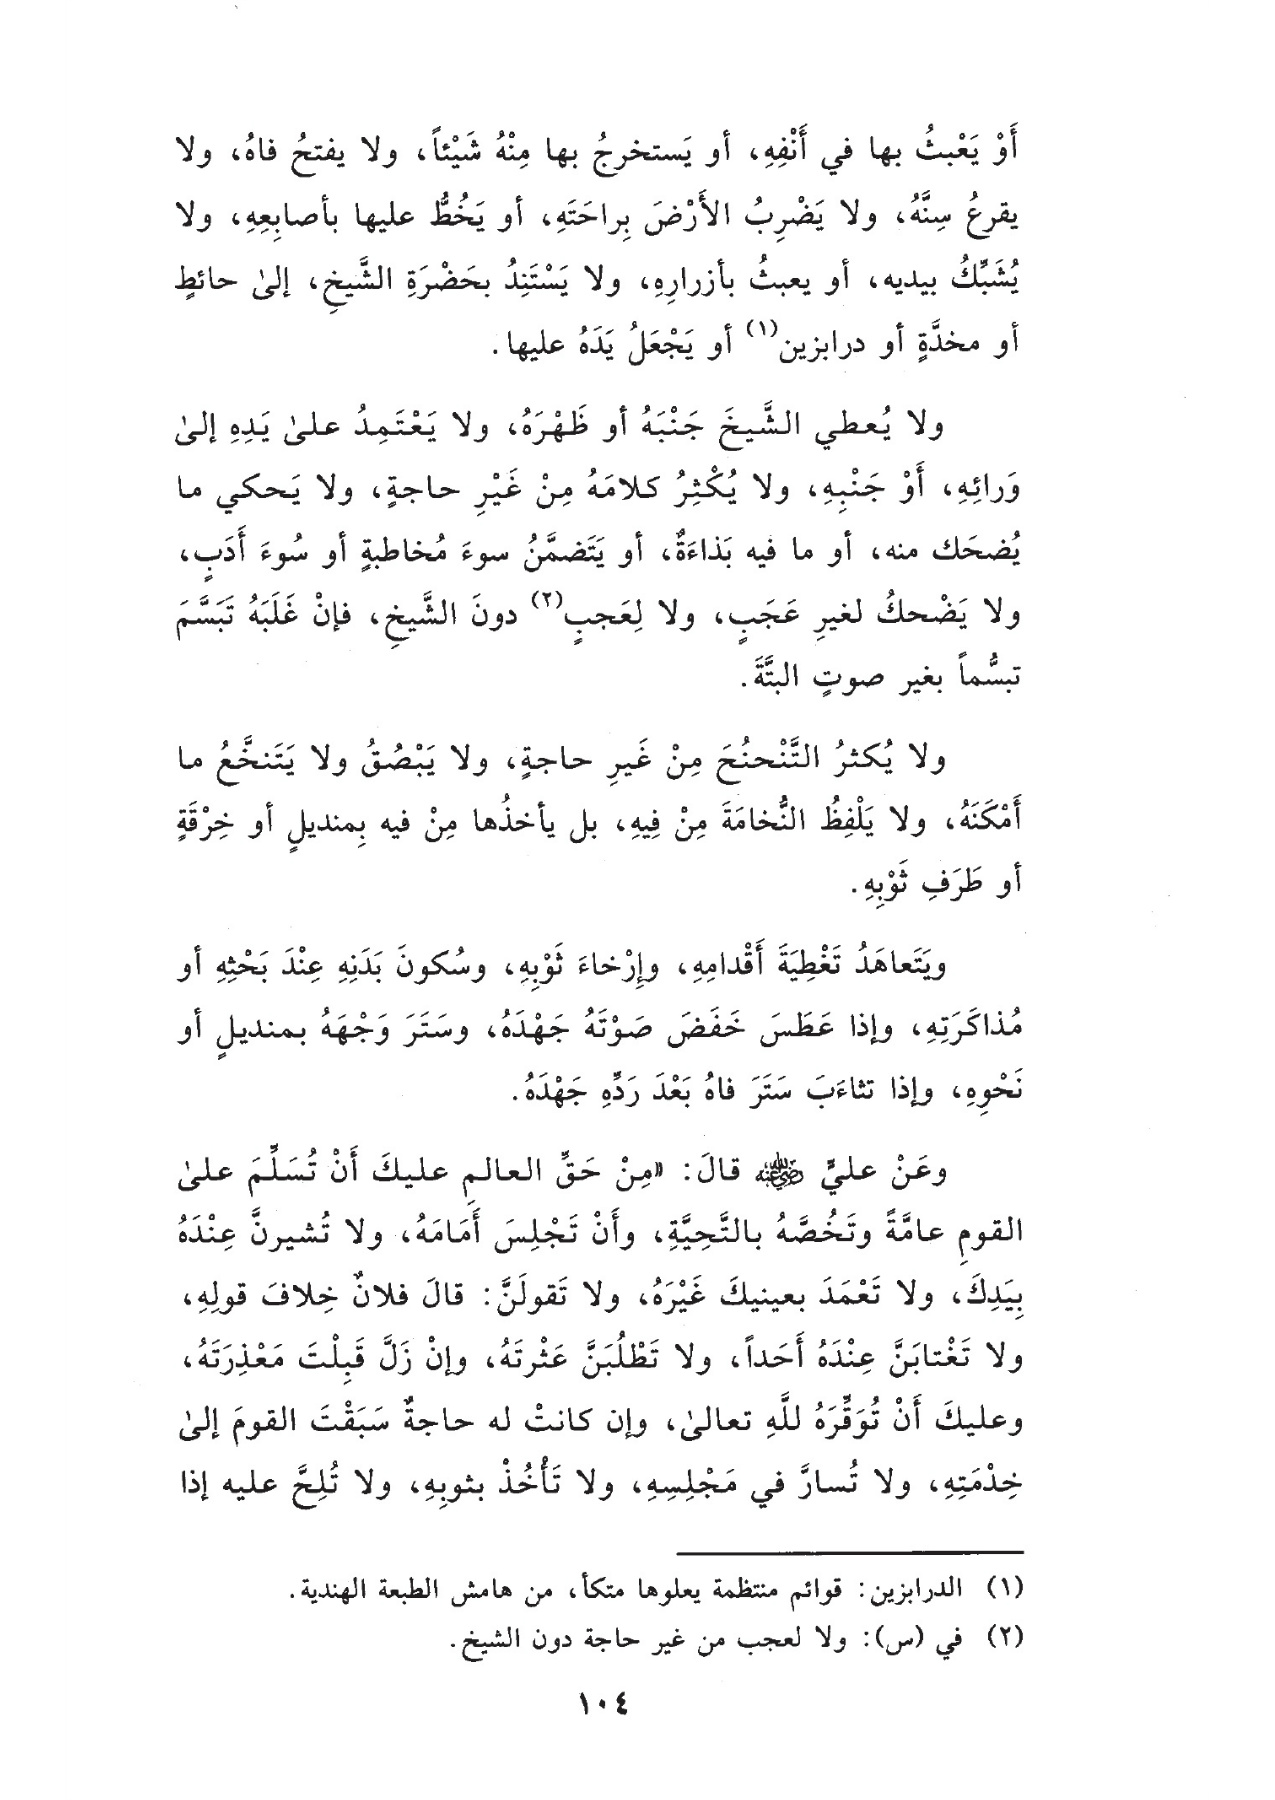 أَوْ يَعْبثُ بها في أَنْفِهِ، أو يَستخرجُ بها مِنْهُ شَيْئاً، ولا يفتحُ فاهُ، ولا
يقرعُ سِنَّهُ، ولا يَضْرِبُ الأَرْضَ بِراحَتَهِ، أو يَخُطُّ عليها بأصابِعِهِ، ولا
يُشَبِّكُ بيديه، أو يعبثُ بأزرارِهِ، ولا يَسْتَنِدُ بحَضْرَةِ الشَّيخِ، إلىٰ حائطٍ
أو مخدَّةٍ أو درابزين(١) أو يَجْعَلُ يَدَهُ عليها.
ولا يُعطي الشَّيخَ جَنْبَهُ أو ظَهْرَهُ، ولا يَعْتَمِدُ علىٰ يَدِهِ إلىٰ
وَرائِهِ، أَوْ جَنْبِهِ، ولا يُكْثِرُ كلامَهُ مِنْ غَيْرِ حاجةٍ، ولا يَحكي ما
يُضحَك منه، أو ما فيه بَذاءَةٌ، أو يَتَضمَّنُ سوءَ مُخاطبةٍ أو سُوءَ أَدَبٍ،
ولا يَضْحكُ لغيرِ عَجَبٍ، ولا لِعَجبٍ(٢) دونَ الشَّيخِ، فإنْ غَلَبَهُ تَبَسَّمَ
تبسُّماً بغير صوتٍ البتَّةَ.
ولا يُكثرُ التَّنْحنُحَ مِنْ غَيرِ حاجةٍ، ولا يَبْصُقُ ولا يَتَنخَّعُ ما
أَمْكَنَهُ، ولا يَلْفِظُ النُّخامَةَ مِنْ فِيهِ، بل يأخذُها مِنْ فيه بِمنديلٍ أو خِرْقَةٍ
أو طَرَفِ ثَوْبِهِ.
ويَتَعاهَدُ تَغْطِيَةَ أَقْدامِهِ، وإِرْخاءَ ثَوْبِهِ، وسُكونَ بَدَنِهِ عِنْدَ بَحْثِهِ أو
مُذاكَرَتِهِ، وإذا عَطَسَ خَفَضَ صَوْتَهُ جَهْدَهُ، وسَتَرَ وَجْهَهُ بمنديلٍ أو
نَحْوِهِ، وإذا تثاءَبَ سَتَرَ فاهُ بَعْدَ رَدِّهِ جَهْدَهُ.
وعَنْ عليٍّ رضي الله عنه قالَ: «مِنْ حَقِّ العالمِ عليكَ أَنْ تُسَلِّمَ علىٰ
القومِ عامَّةً وتَخُصَّهُ بالتَّحِيَّةِ، وأَنْ تَجْلِسَ أَمَامَهُ، ولا تُشيرنَّ عِنْدَهُ
بِيَدِكَ، ولا تَعْمَدَ بعينيكَ غَيْرَهُ، ولا تَقولَنَّ: قالَ فلانٌ خِلافَ قولِهِ،
ولا تَغْتابَنَّ عِنْدَهُ أَحَداً، ولا تَطْلُبَنَّ عَثْرتَهُ، وإنْ زَلَّ قَبِلْتَ مَعْذِرَتَهُ،
وعليكَ أَنْ تُوَقِّرَهُ للَّهِ تعالىٰ، وإن كانتْ له حاجةٌ سَبَقْتَ القومَ إلىٰ
خِدْمَتِهِ، ولا تُسارَّ في مَجْلِسِهِ، ولا تَأْخُذْ بثوبِهِ، ولا تُلِحَّ عليه إذا
(١) الدرابزين: قوائم منتظمة يعلوها متكأ، من هامش الطبعة الهندية.
(٢) في (س): ولا لعجب من غير حاجة دون الشيخ.
١٠٤